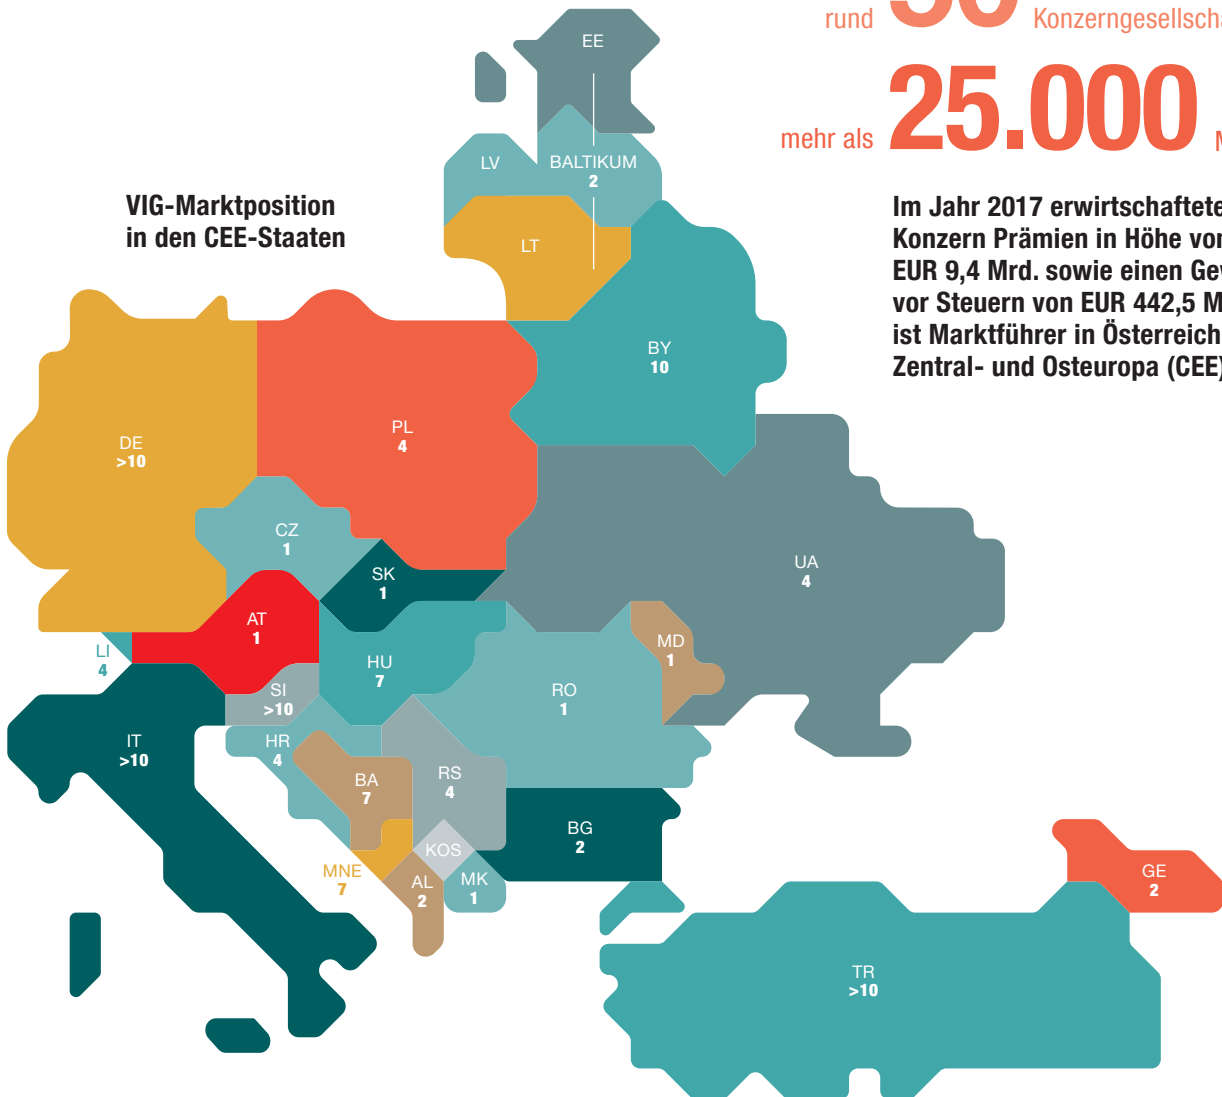 rund 50 Konzerngesellscha
mehr als 25.000
VIG-Marktposition
in den CEE-Staaten
Im Jahr 2017 erwirtschaftete
Konzern Prämien in Höhe von
EUR 9,4 Mrd. sowie einen Gew
vor Steuern von EUR 442,5 M
ist Marktführer in Österreich
Zentral- und Osteuropa (CEE)
EE
LV
BALTIKUM
2
LT
BY
10
DE
>10
PL
4
CZ
1
SK
1
UA
4
AT
1
LI
4
HU
7
MD
1
SI
>10
RO
1
IT
>10
HR
4
BA
7
RS
4
BG
2
KOS
MNE
7
AL
2
MK
1
GE
2
TR
>10